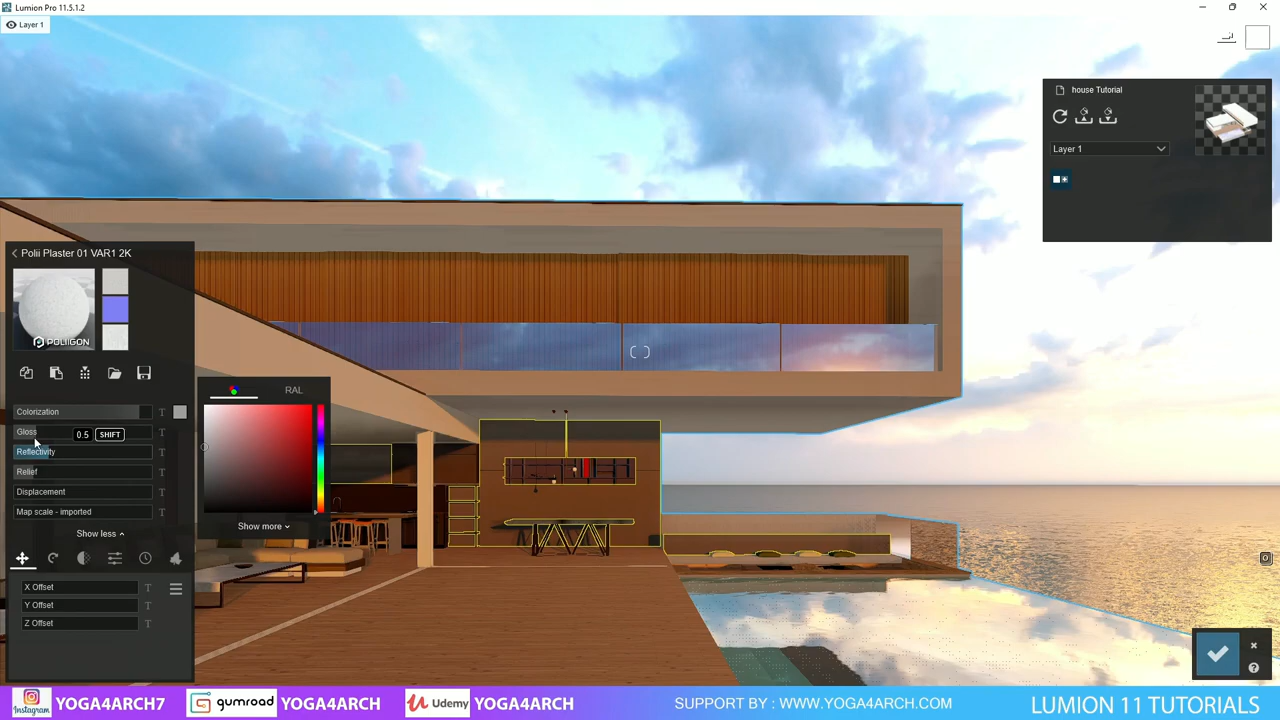 Lumion Pro 11.5.1.2
Layer 1
house Tutorial
Layer 1
Polii Plaster 01 VAR1 2K
POLIIGON
RAL
Colorization T
Gloss 0.5 SHIFT T
Reflectivity T
Relief T
Displacement T
Map scale - imported T
Show more
Show less
X Offset T
Y Offset T
Z Offset T
Instagram YOGA4ARCH7 gumroad YOGA4ARCH Udemy YOGA4ARCH SUPPORT BY : WWW.YOGA4ARCH.COM LUMION 11 TUTORIALS